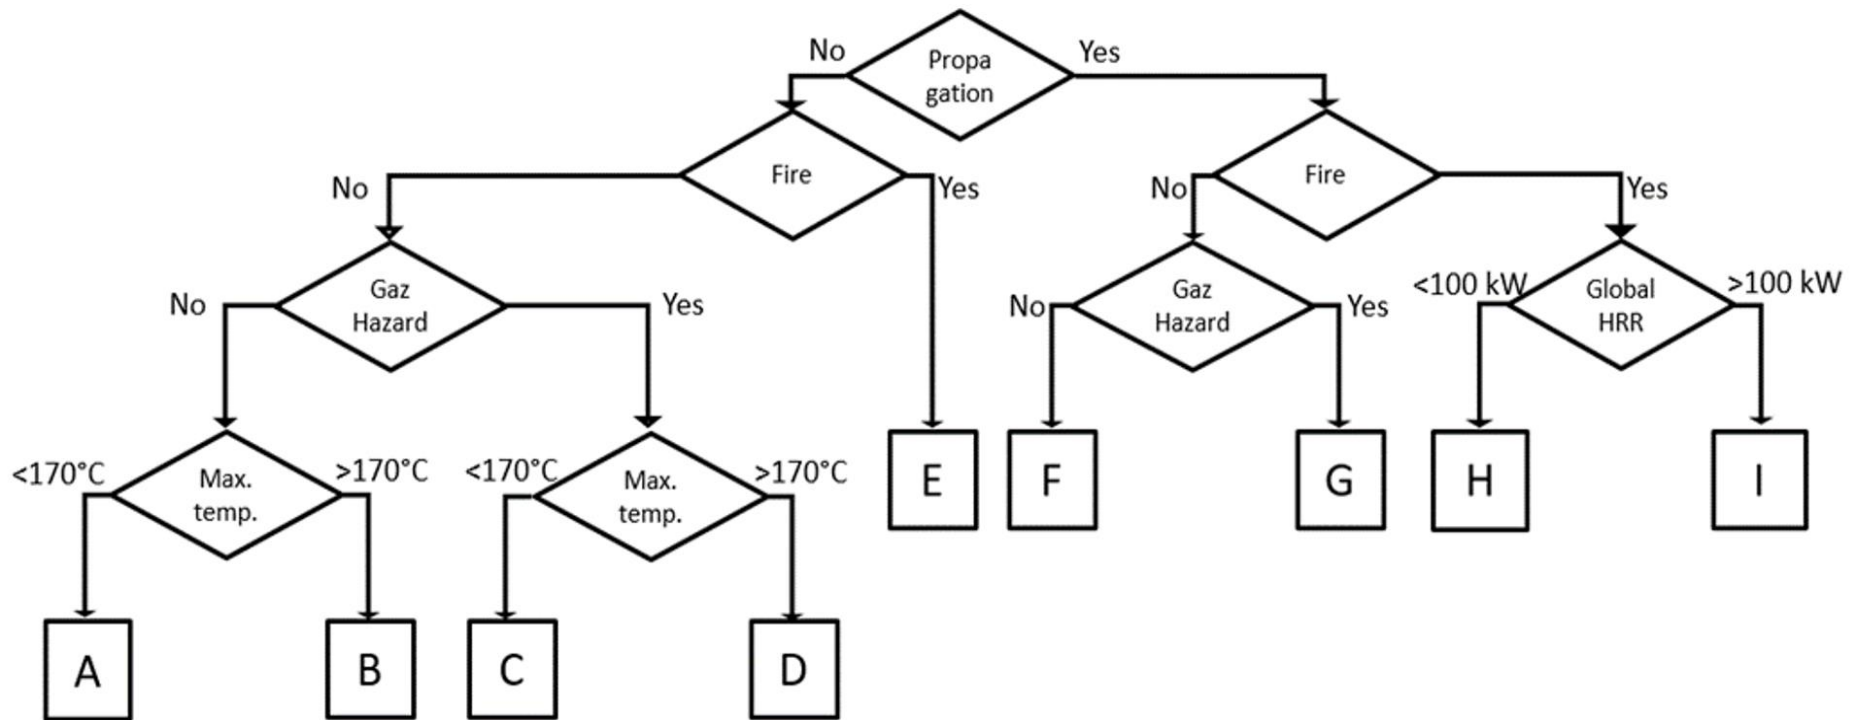 No
Propa
gation
Yes
No
Fire
Yes
No
Fire
Yes
No
Gaz
Hazard
Yes
No
Gaz
Hazard
Yes
<100 kW
Global
HRR
>100 kW
<170°C
Max.
temp.
>170°C
<170°C
Max.
temp.
>170°C
E
F
G
H
I
A
B
C
D